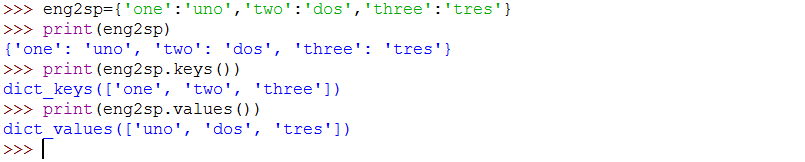 >>> eng2sp={'one':'uno','two':'dos','three':'tres'}
>>> print(eng2sp)
{'one': 'uno', 'two': 'dos', 'three': 'tres'}
>>> print(eng2sp.keys())
dict_keys(['one', 'two', 'three'])
>>> print(eng2sp.values())
dict_values(['uno', 'dos', 'tres'])
>>>